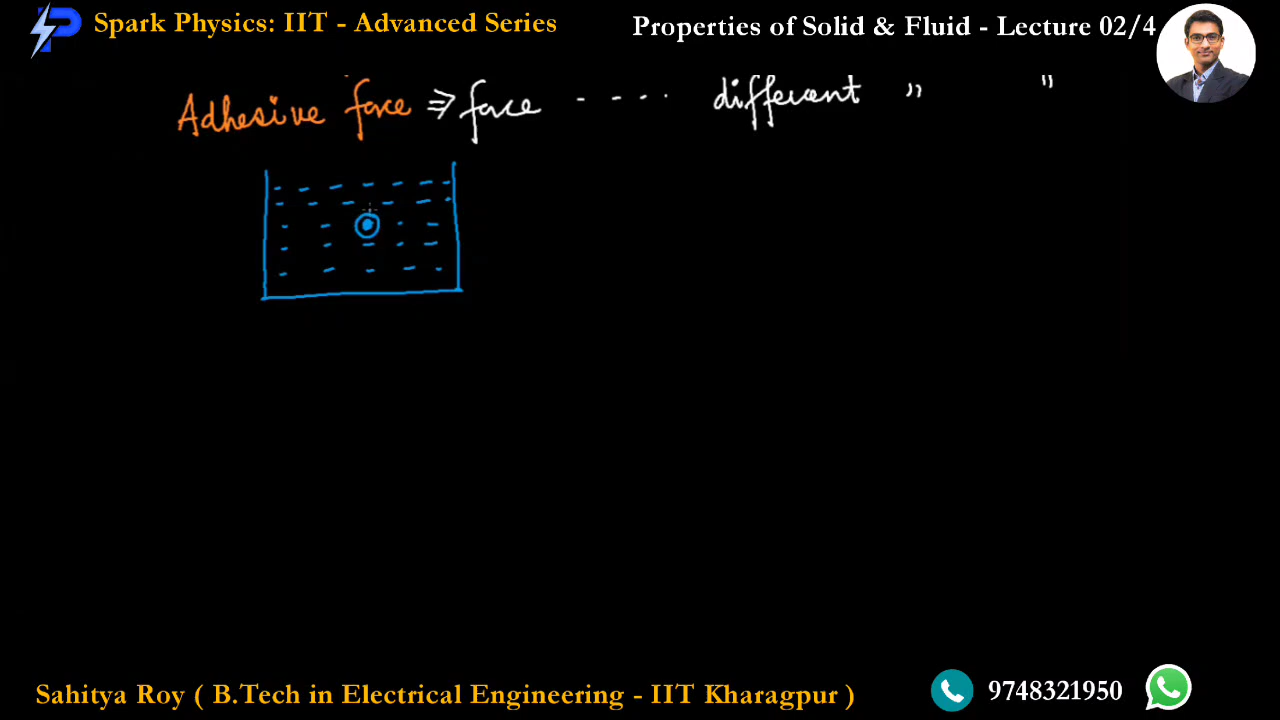 Spark Physics: IIT - Advanced Series
Properties of Solid & Fluid - Lecture 02/4
Adhesive force ⇒ force - - - - . different " "
Sahitya Roy ( B.Tech in Electrical Engineering - IIT Kharagpur )
9748321950